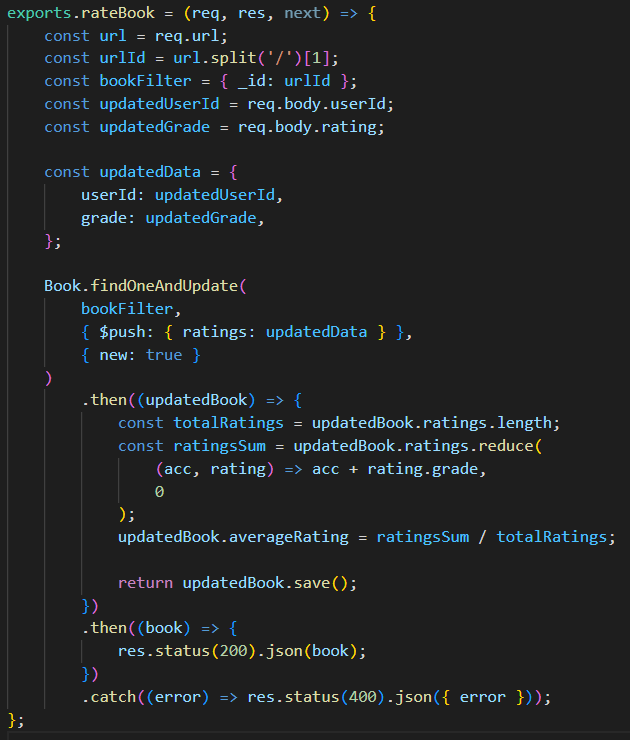 exports.rateBook = (req, res, next) => {
    const url = req.url;
    const urlId = url.split('/')[1];
    const bookFilter = { _id: urlId };
    const updatedUserId = req.body.userId;
    const updatedGrade = req.body.rating;

    const updatedData = {
        userId: updatedUserId,
        grade: updatedGrade,
    };

    Book.findOneAndUpdate(
        bookFilter,
        { $push: { ratings: updatedData } },
        { new: true }
    )
        .then((updatedBook) => {
            const totalRatings = updatedBook.ratings.length;
            const ratingsSum = updatedBook.ratings.reduce(
                (acc, rating) => acc + rating.grade,
                0
            );
            updatedBook.averageRating = ratingsSum / totalRatings;

            return updatedBook.save();
        })
        .then((book) => {
            res.status(200).json(book);
        })
        .catch((error) => res.status(400).json({ error }));
};